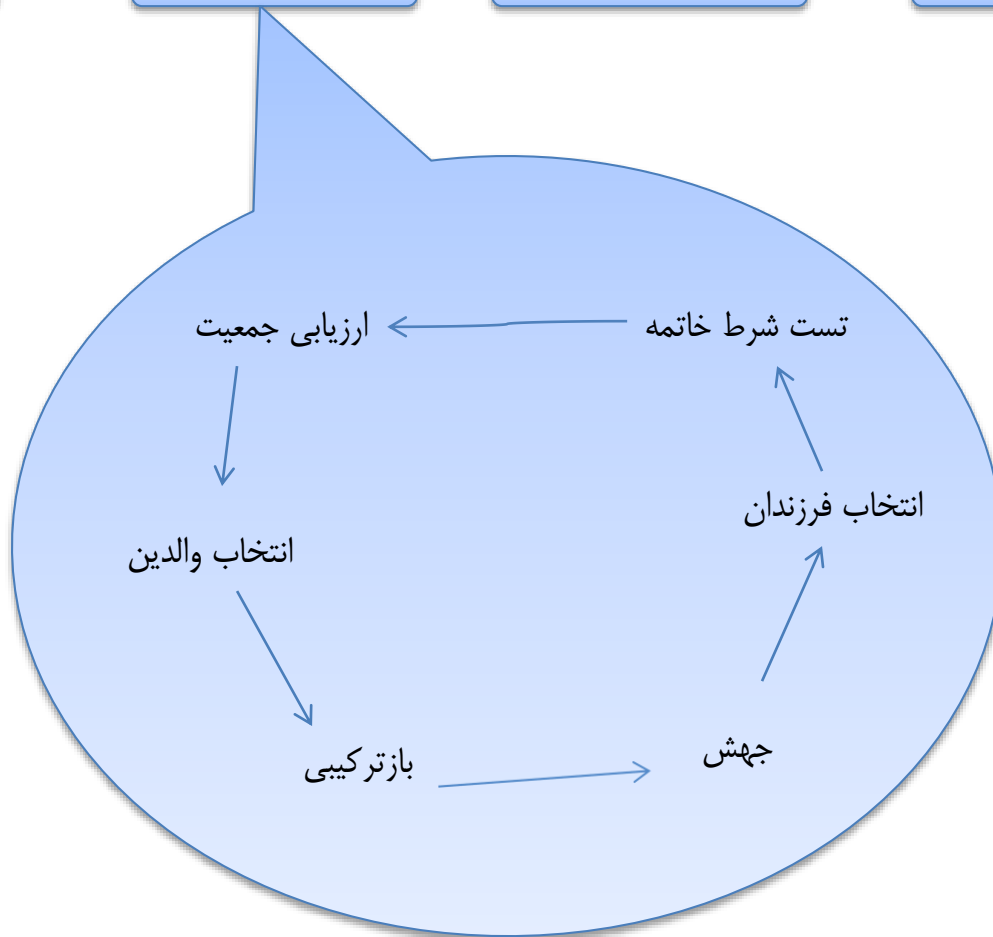 تست شرط خاتمه
ارزیابی جمعیت
انتخاب فرزندان
انتخاب والدین
جهش
بازترکیبی